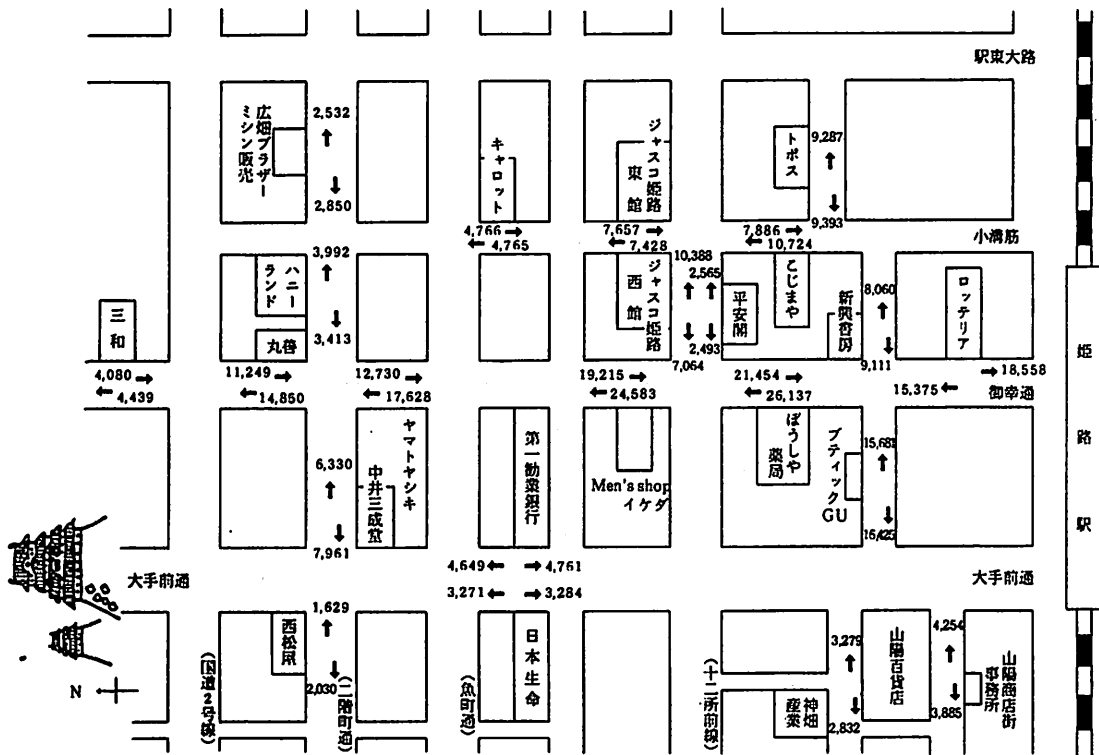 駅東大路
広畑ブラザー
ミシン販売
2,532
2,850
キャロット
ジャスコ姫路
東館
トポス
9,287
9,393
4,766
4,765
7,657
7,428
7,886
10,724
小溝筋
3,992
3,413
ハニー
ランド
丸啓
三和
ジャスコ姫路
西館
10,388
2,565
2,493
7,064
平安閣
こじまや
新興書房
8,060
9,111
ロッテリア
姫路駅
4,080
4,439
11,249
14,850
12,730
17,628
19,215
24,583
21,454
26,137
15,375
18,558
御幸通
6,330
7,961
ヤマトヤシキ
中井三成堂
第一勧業銀行
Men's shop
イケダ
ぼうしや
薬局
ブティック
GU
15,681
16,425
大手前通
4,649
4,761
3,271
3,284
大手前通
西松屋
1,629
2,030
日本生命
3,279
2,832
神畑
産業
山陽百貨店
4,254
3,885
山陽商店街
事務所
N
(国道2号線)
(二階町通)
(魚町通)
(十二所前線)